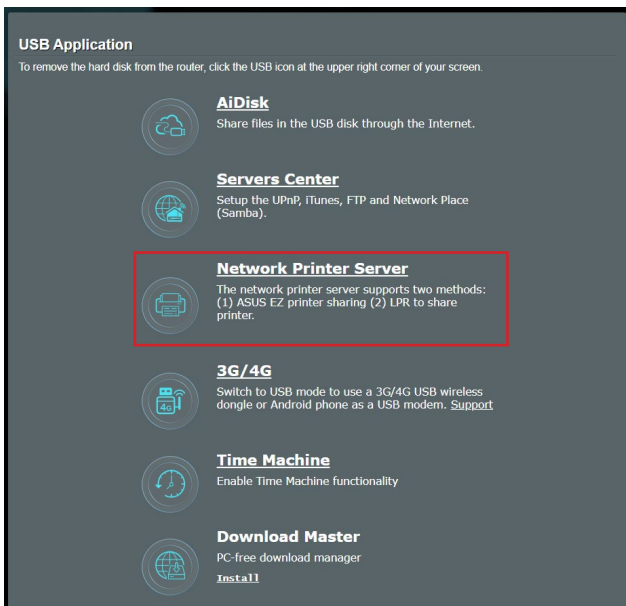 USB Application
To remove the hard disk from the router, click the USB icon at the upper right corner of your screen.
AiDisk
Share files in the USB disk through the Internet.
Servers Center
Setup the UPnP, iTunes, FTP and Network Place
(Samba).
Network Printer Server
The network printer server supports two methods:
(1) ASUS EZ printer sharing (2) LPR to share
printer.
3G/4G
4G
Switch to USB mode to use a 3G/4G USB wireless
dongle or Android phone as a USB modem. Support
Time Machine
Enable Time Machine functionality
Download Master
PC-free download manager
Install